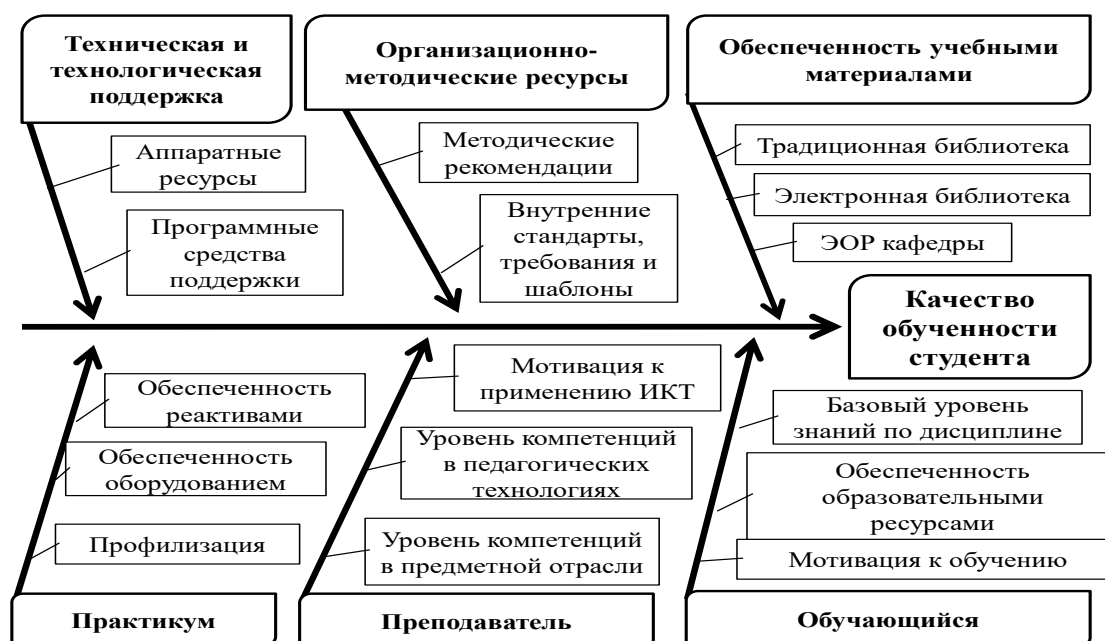 Техническая и
технологическая
поддержка
Организационно-
методические ресурсы
Обеспеченность учебными
материалами
Аппаратные
ресурсы
Программные
средства
поддержки
Методические
рекомендации
Внутренние
стандарты,
требования и
шаблоны
Традиционная библиотека
Электронная библиотека
ЭОР кафедры
Качество
обученности
студента
Обеспеченность
реактивами
Обеспеченность
оборудованием
Профилизация
Мотивация к
применению ИКТ
Уровень компетенций
в педагогических
технологиях
Уровень компетенций
в предметной отрасли
Базовый уровень
знаний по дисциплине
Обеспеченность
образовательными
ресурсами
Мотивация к обучению
Практикум
Преподаватель
Обучающийся